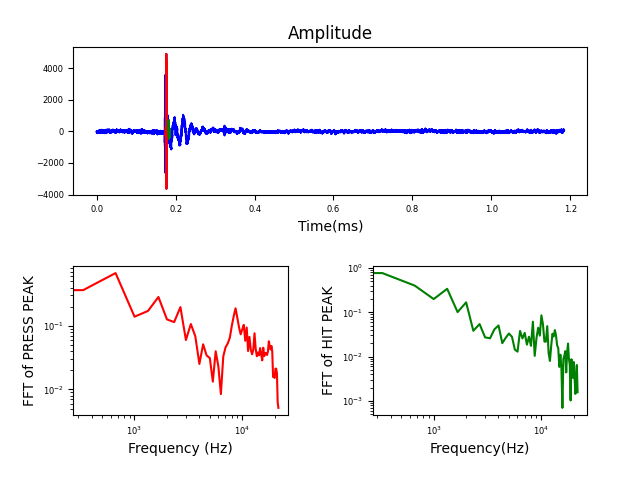 Amplitude
4000
2000
0
−2000
−4000
0.0 0.2 0.4 0.6 0.8 1.0 1.2
Time(ms)
FFT of PRESS PEAK
10⁻¹
10⁻²
10³ 10⁴
Frequency (Hz)
FFT of HIT PEAK
10⁰
10⁻¹
10⁻²
10⁻³
10³ 10⁴
Frequency(Hz)